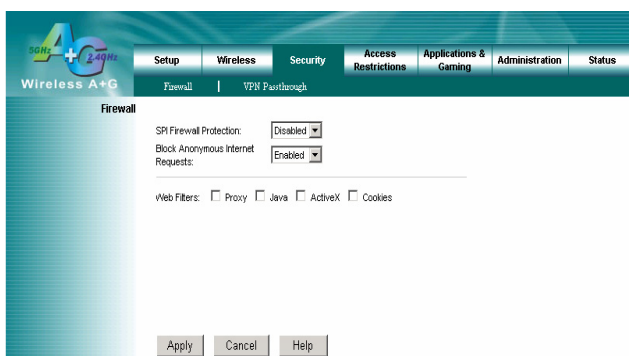 5GHz A+G 2.4GHz
Wireless A+G
Setup Wireless Security Access Restrictions Applications & Gaming Administration Status
Firewall | VPN Passthrough
Firewall
SPI Firewall Protection: Disabled
Block Anonymous Internet Requests: Enabled
Web Filters: Proxy Java ActiveX Cookies
Apply Cancel Help